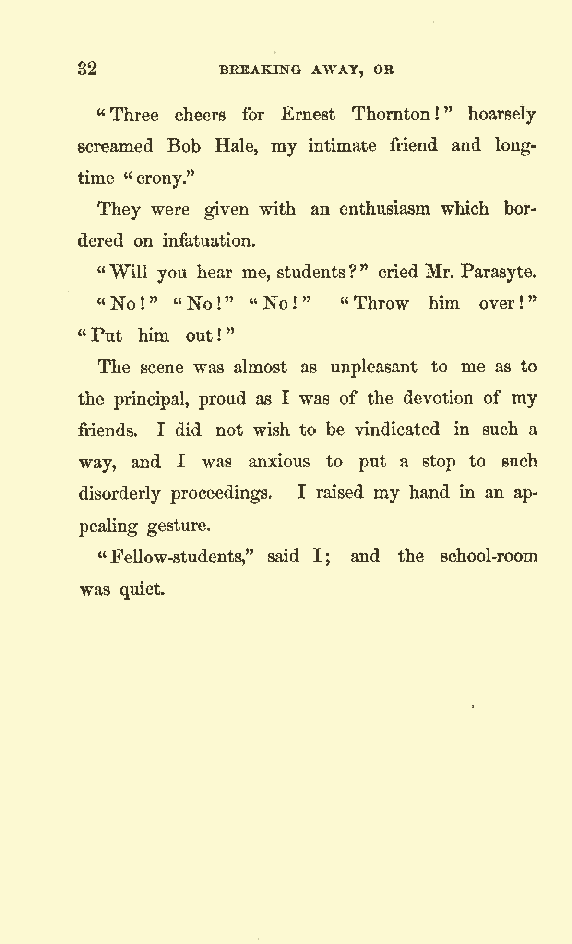 32 BREAKING AWAY, OR
"Three cheers for Ernest Thornton!" hoarsely
screamed Bob Hale, my intimate friend and long-
time "crony."
They were given with an enthusiasm which bor-
dered on infatuation.
"Will you hear me, students?" cried Mr. Parasyte.
"No!" "No!" "No!" "Throw him over!"
"Put him out!"
The scene was almost as unpleasant to me as to
the principal, proud as I was of the devotion of my
friends. I did not wish to be vindicated in such a
way, and I was anxious to put a stop to such
disorderly proceedings. I raised my hand in an ap-
pealing gesture.
"Fellow-students," said I; and the school-room
was quiet.